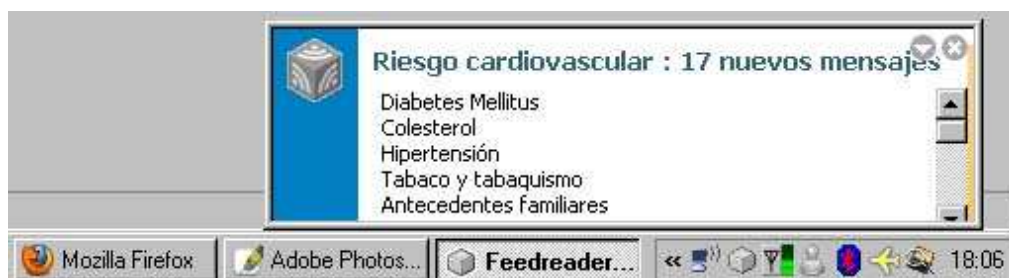 Riesgo cardiovascular : 17 nuevos mensajes
Diabetes Mellitus
Colesterol
Hipertensión
Tabaco y tabaquismo
Antecedentes familiares
Mozilla Firefox Adobe Photos... Feedreader... « 18:06